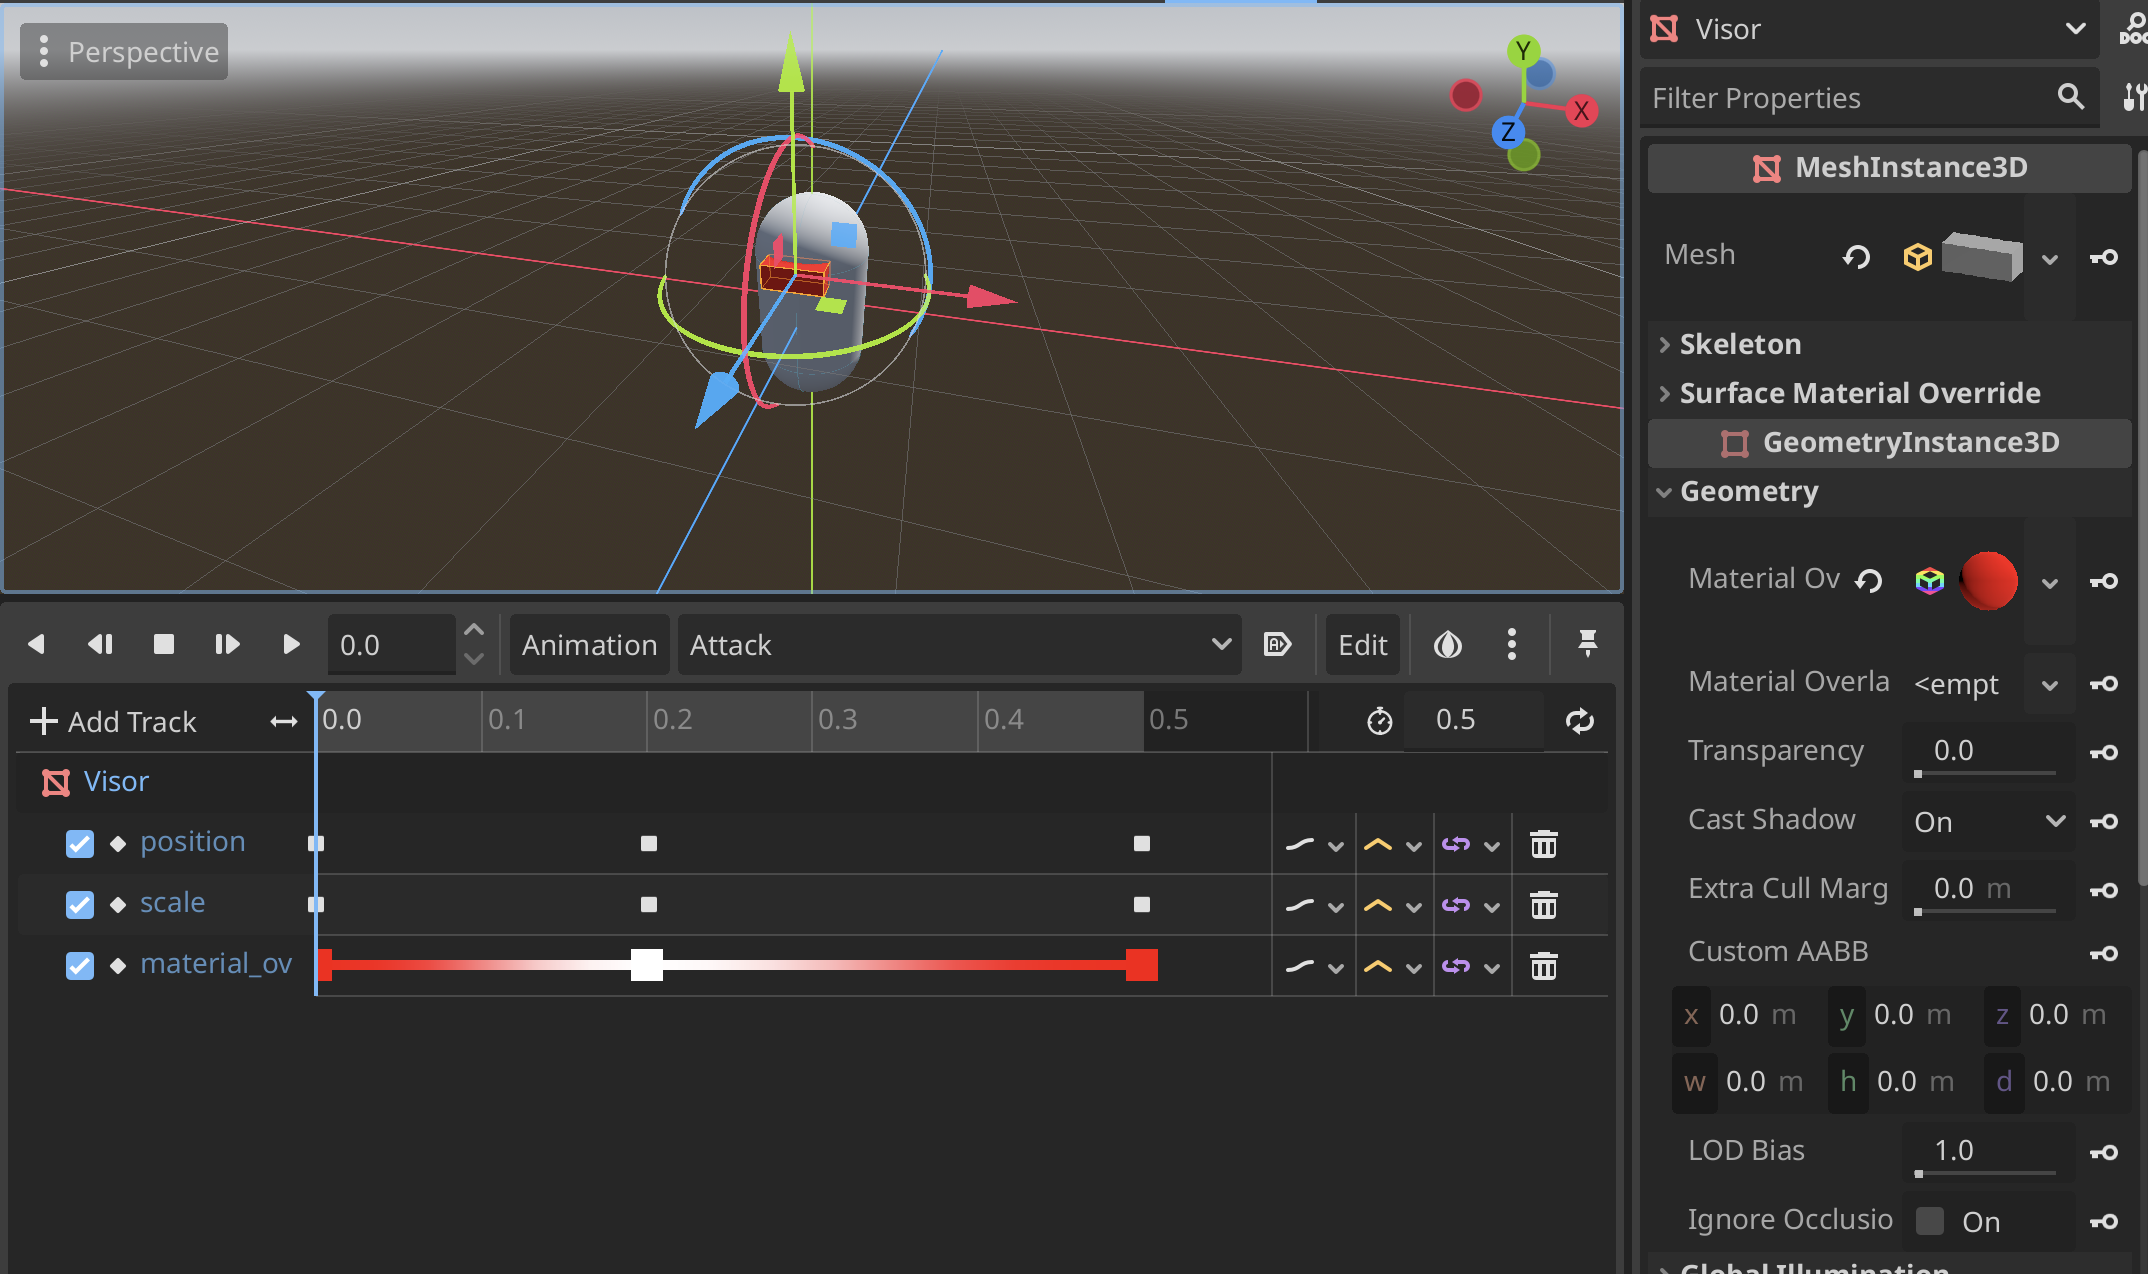 Perspective
Y
X
Z
0.0
Animation
Attack
Edit
Add Track
0.0
0.1
0.2
0.3
0.4
0.5
0.5
Visor
position
scale
material_ov
Visor
DOC
Filter Properties
MeshInstance3D
Mesh
Skeleton
Surface Material Override
GeometryInstance3D
Geometry
Material Ov
Material Overla <empt
Transparency 0.0
Cast Shadow On
Extra Cull Marg 0.0 m
Custom AABB
x 0.0 m y 0.0 m z 0.0 m
w 0.0 m h 0.0 m d 0.0 m
LOD Bias 1.0
Ignore Occlusio On
Global Illumination